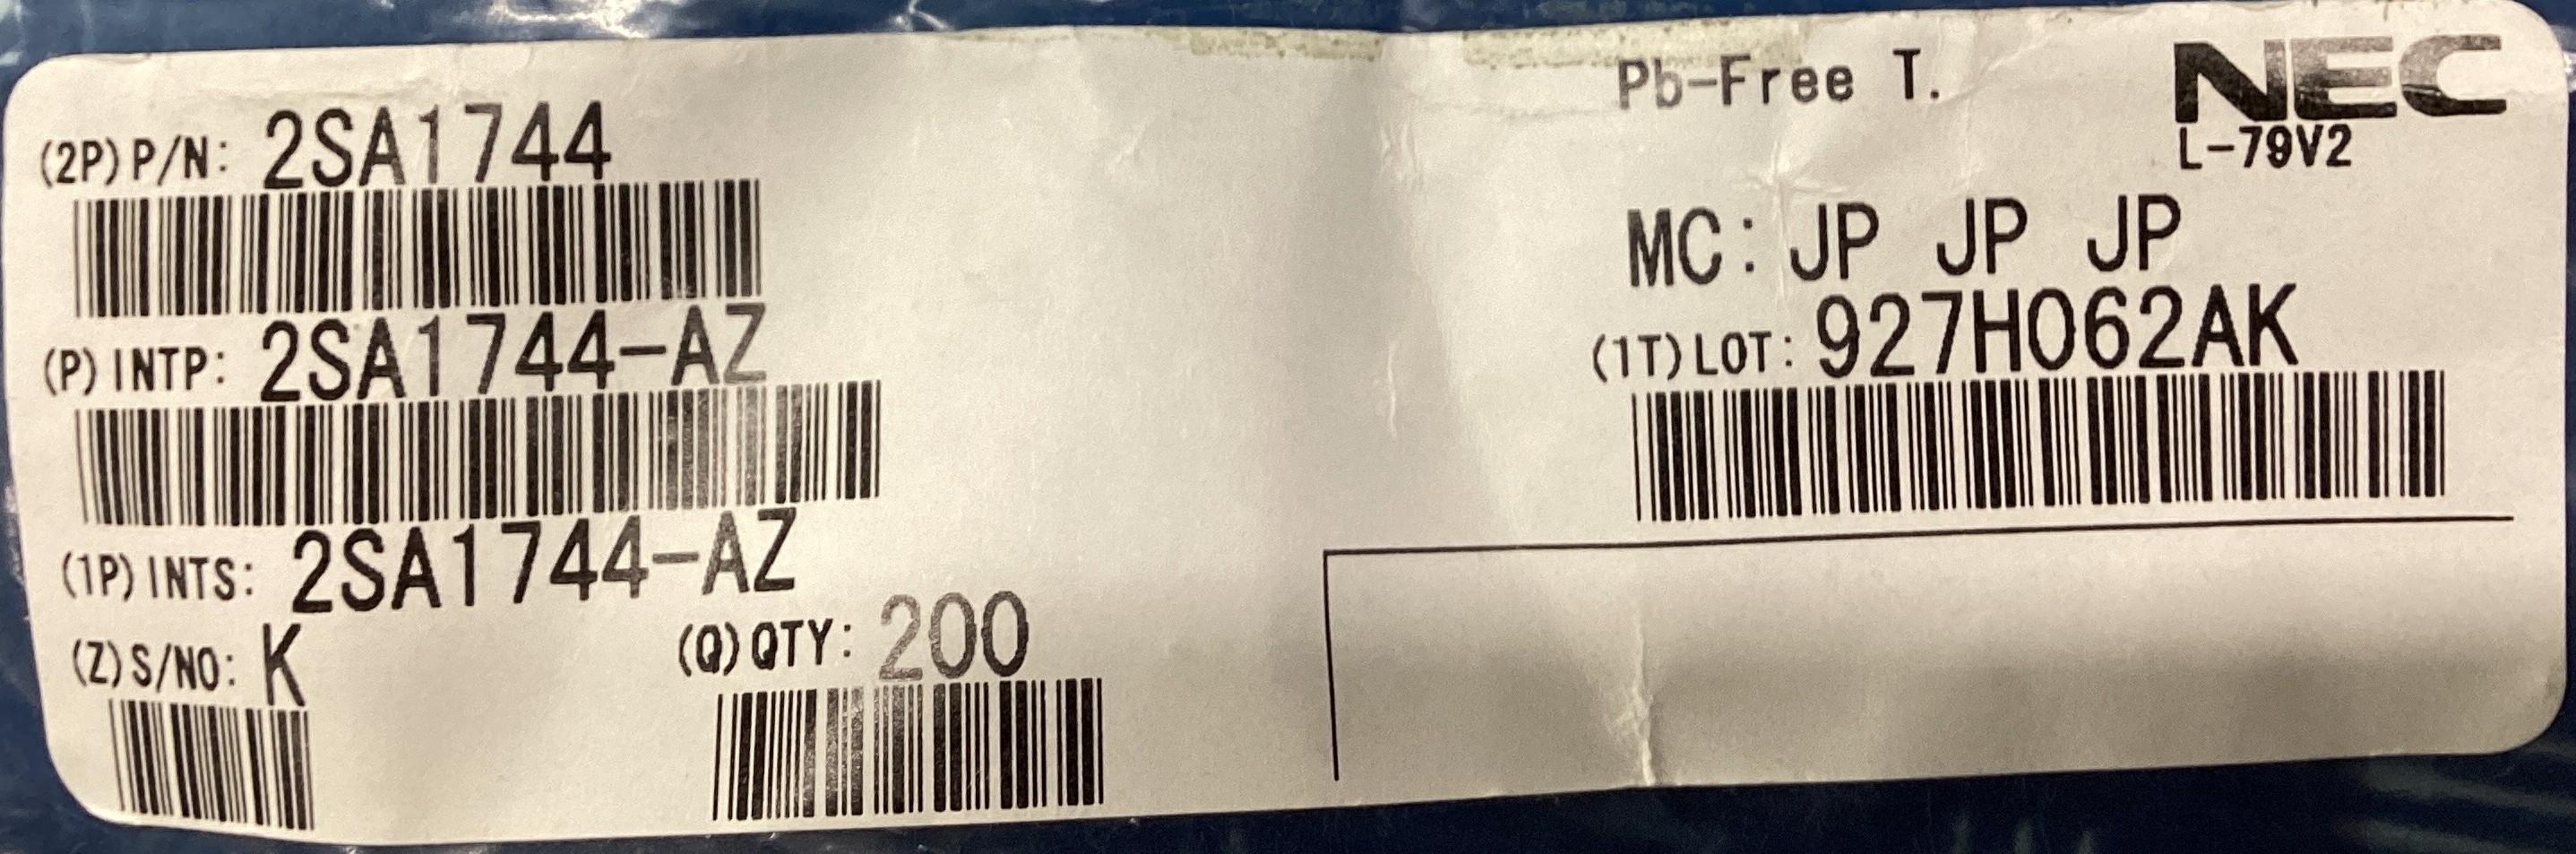 (2P) P/N: 2SA1744
(P) INTP: 2SA1744-AZ
(1P) INTS: 2SA1744-AZ
(Z) S/NO: K
(Q) QTY: 200
Pb-Free T.
NEC
L-79V2
MC: JP JP JP
(1T) LOT: 927H062AK